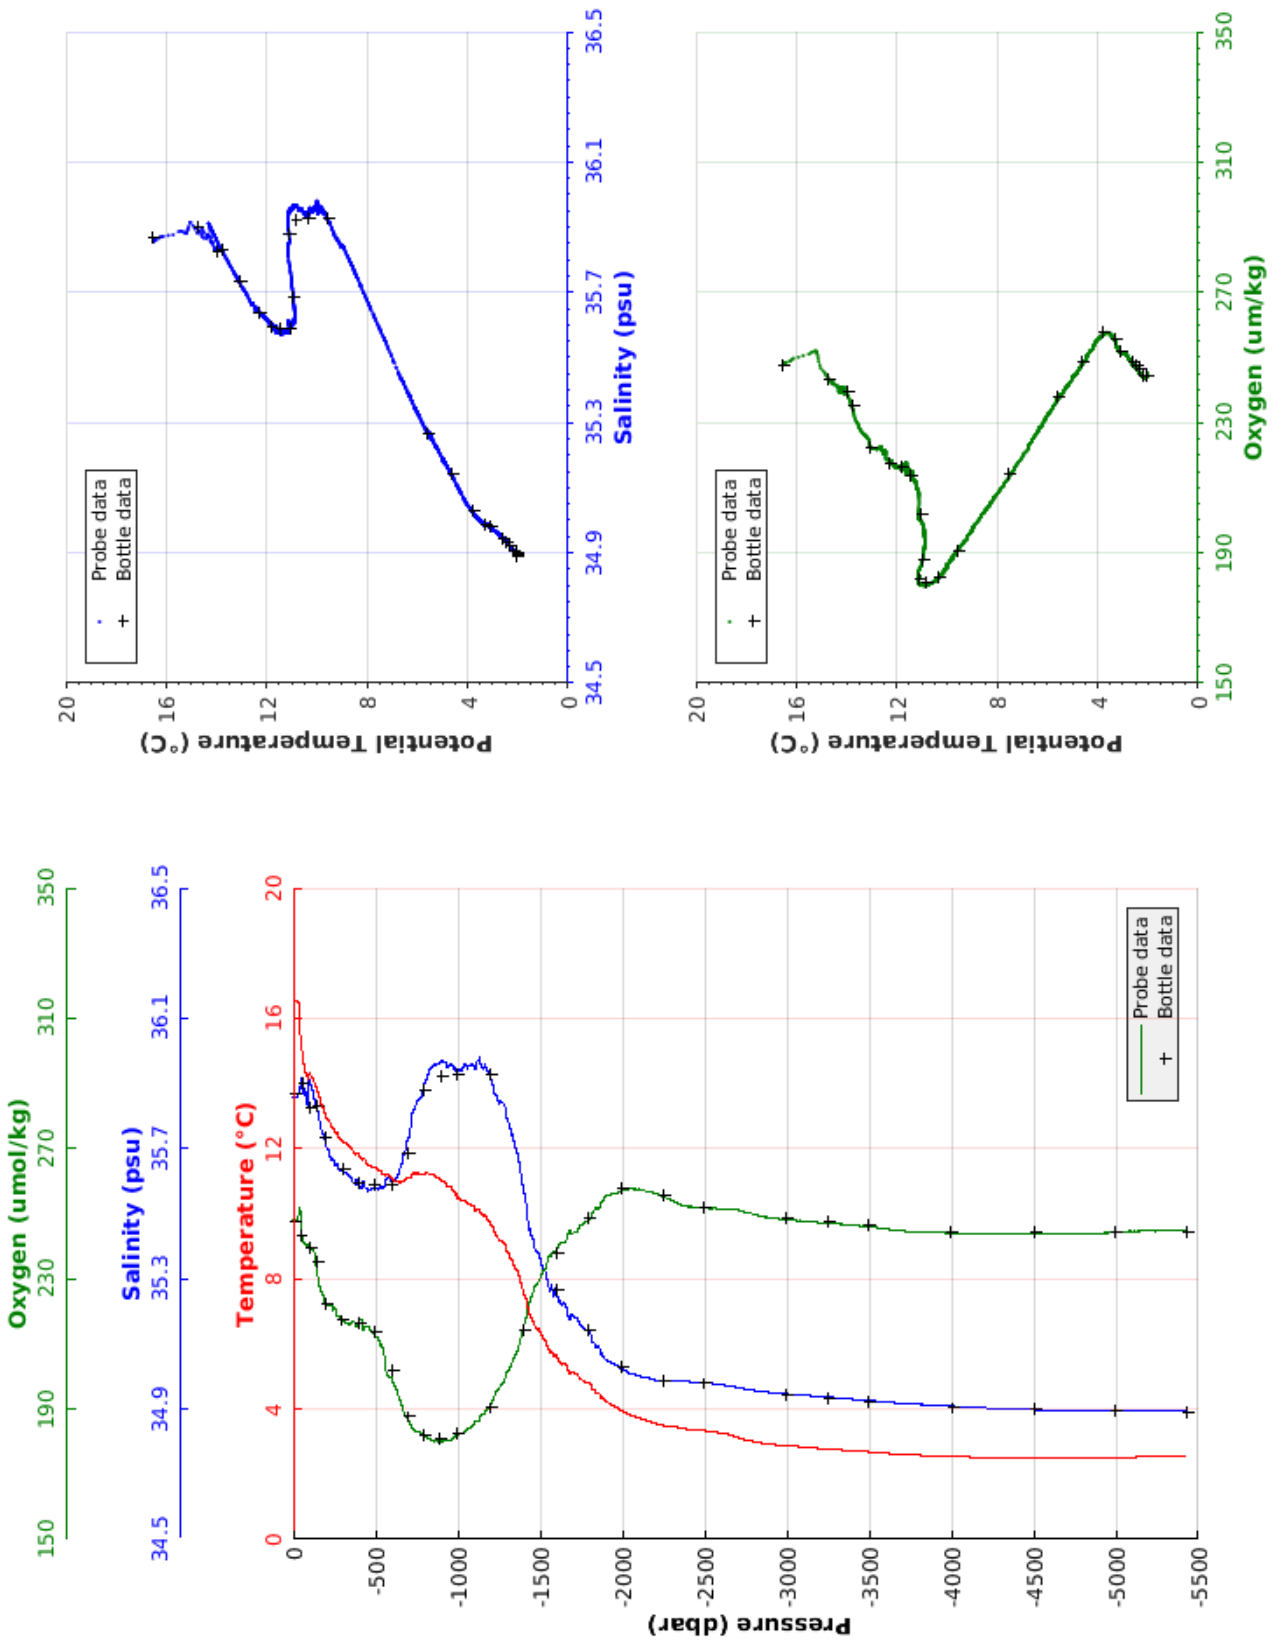 Oxygen (umol/kg)
150 190 230 270 310 350
Salinity (psu)
34.5 34.9 35.3 35.7 36.1 36.5
Temperature (°C)
0 4 8 12 16 20
0
-500
-1000
-1500
-2000
-2500
-3000
-3500
-4000
-4500
-5000
-5500
Pressure (dbar)
Probe data
Bottle data
20
16
12
8
4
0
Potential Temperature (°C)
Probe data
Bottle data
34.5 34.9 35.3 35.7 36.1 36.5
Salinity (psu)
20
16
12
8
4
0
Potential Temperature (°C)
Probe data
Bottle data
150 190 230 270 310 350
Oxygen (um/kg)